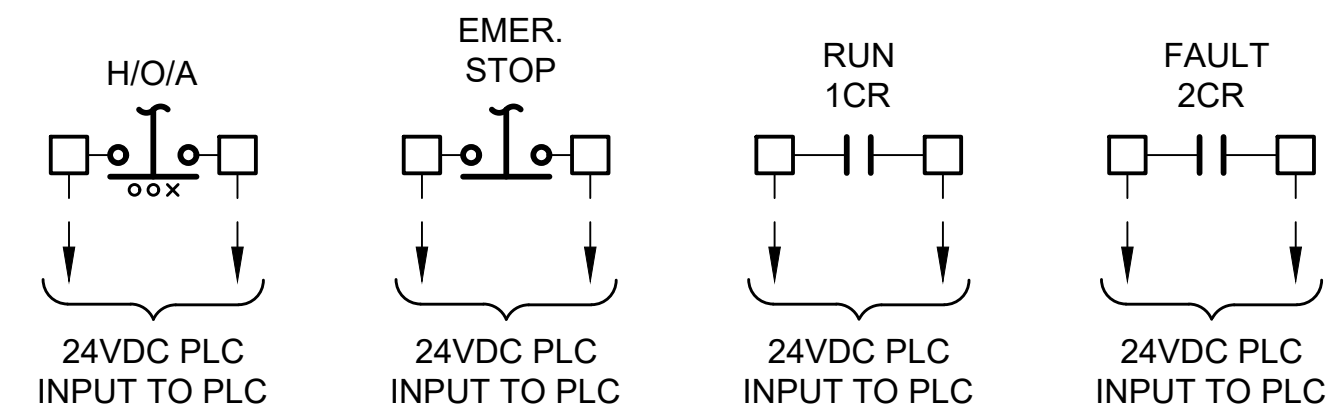 H/O/A
OOX
24VDC PLC
INPUT TO PLC
EMER.
STOP
24VDC PLC
INPUT TO PLC
RUN
1CR
24VDC PLC
INPUT TO PLC
FAULT
2CR
24VDC PLC
INPUT TO PLC